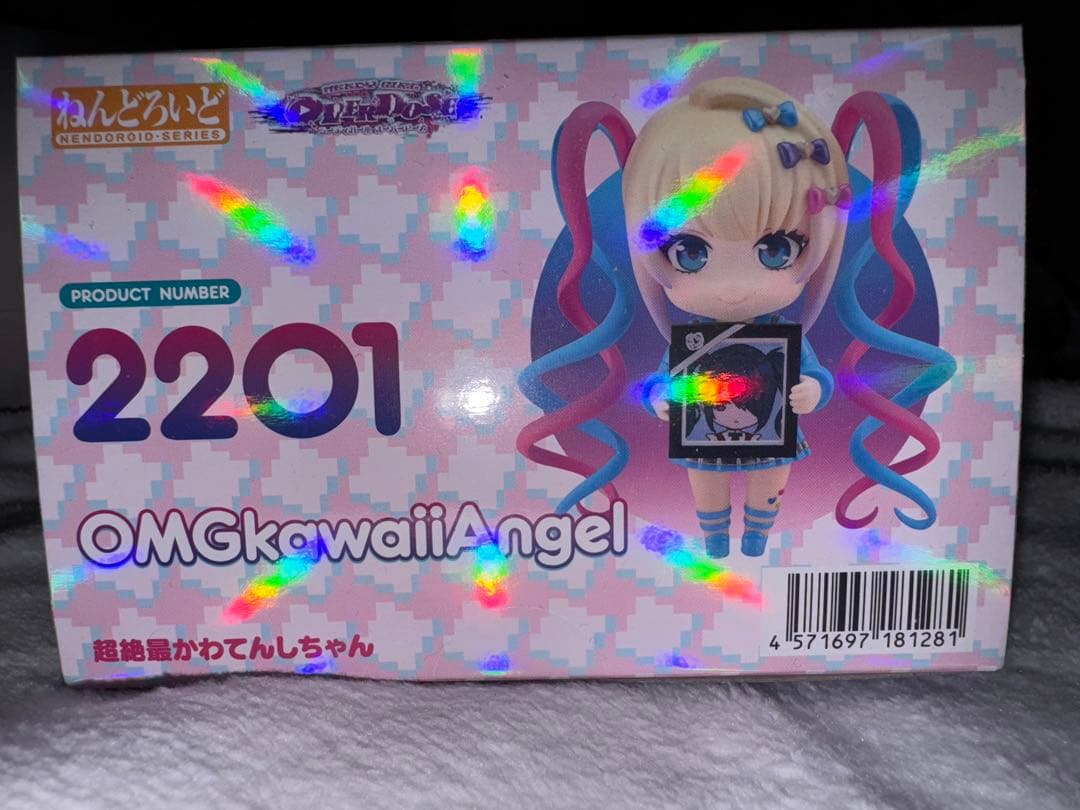 ねんどろいど
NENDOROID・SERIES
OVERDOSE
PRODUCT NUMBER
2201
OMGkawaiiAngel
超絶最かわてんしちゃん
4 571697 181281